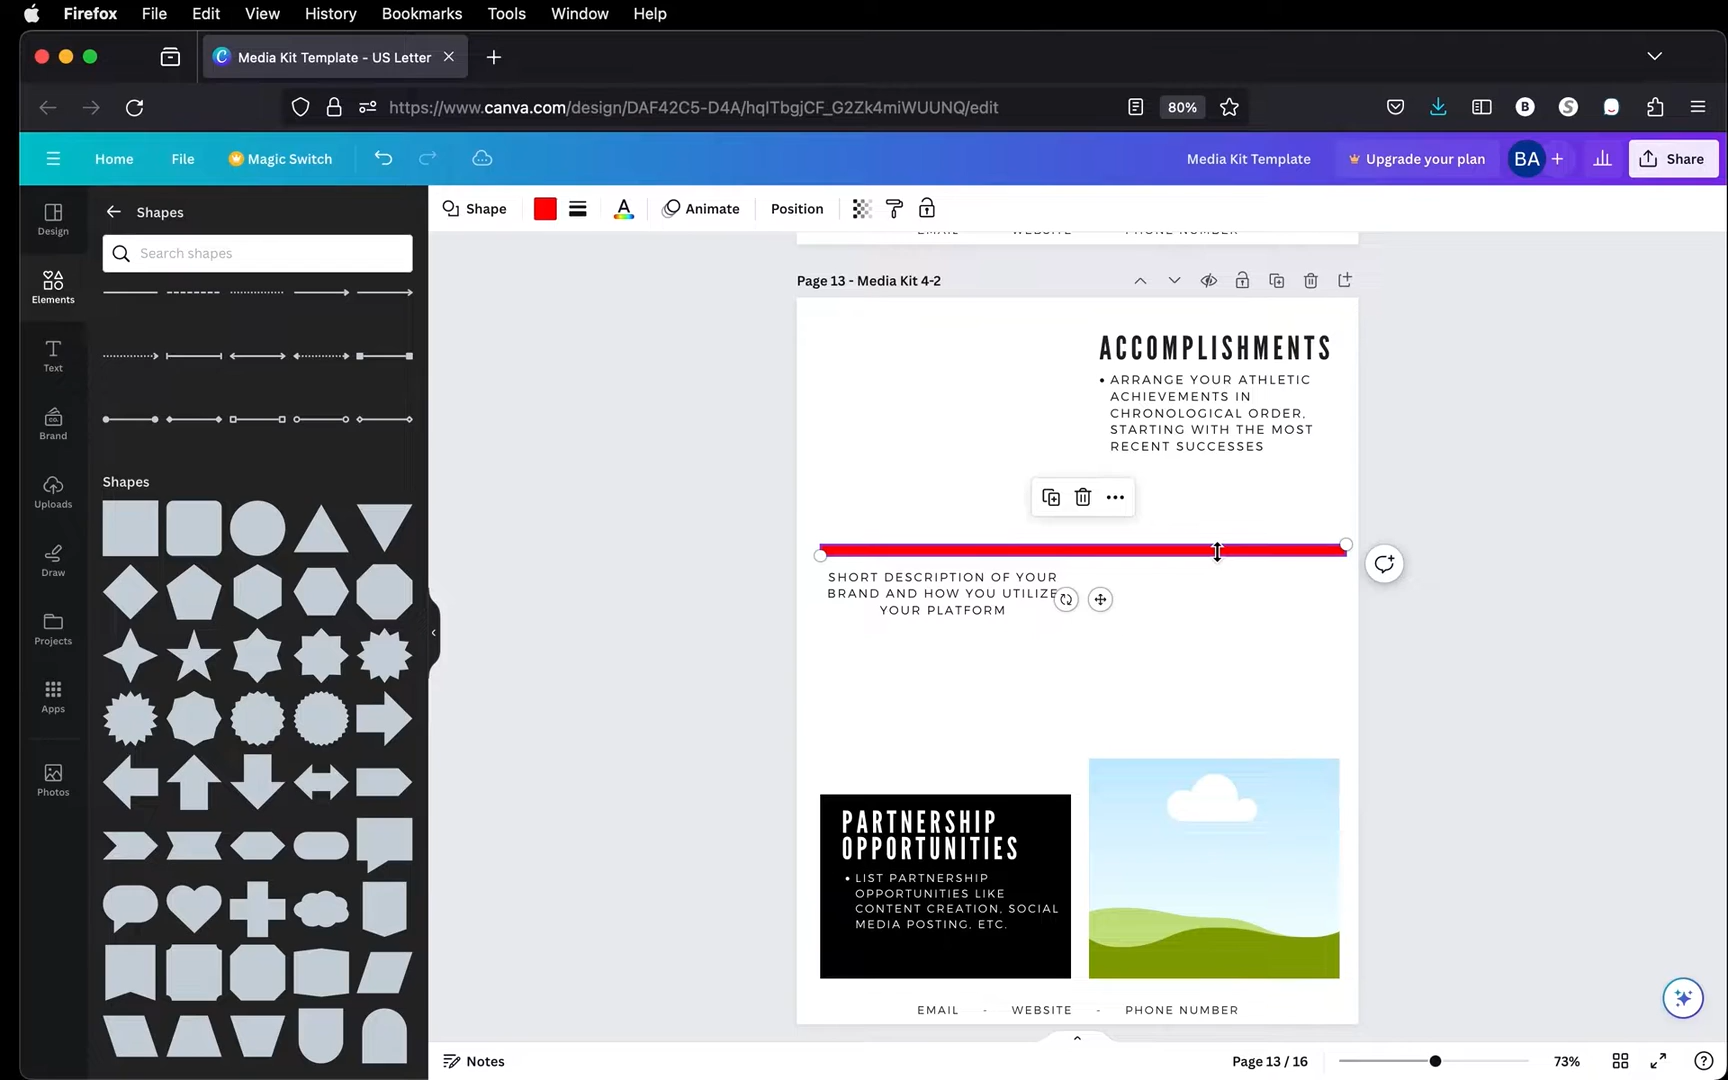 Firefox File Edit View History Bookmarks Tools Window Help
Media Kit Template - US Letter
https://www.canva.com/design/DAF42C5-D4A/hqITbgjCF_G2Zk4miWUUNQ/edit
80%
B
S
Home File Magic Switch
Media Kit Template
Upgrade your plan
BA
Share
Design
Elements
Text
Brand
Uploads
Draw
Projects
Apps
Photos
Shapes
Search shapes
Shapes
Shape
A
Animate
Position
EMAIL WEBSITE PHONE NUMBER
Page 13 - Media Kit 4-2
ACCOMPLISHMENTS
• ARRANGE YOUR ATHLETIC
ACHIEVEMENTS IN
CHRONOLOGICAL ORDER,
STARTING WITH THE MOST
RECENT SUCCESSES
SHORT DESCRIPTION OF YOUR
BRAND AND HOW YOU UTILIZE
YOUR PLATFORM
PARTNERSHIP
OPPORTUNITIES
• LIST PARTNERSHIP
OPPORTUNITIES LIKE
CONTENT CREATION, SOCIAL
MEDIA POSTING, ETC.
EMAIL - WEBSITE - PHONE NUMBER
Notes
Page 13 / 16
73%